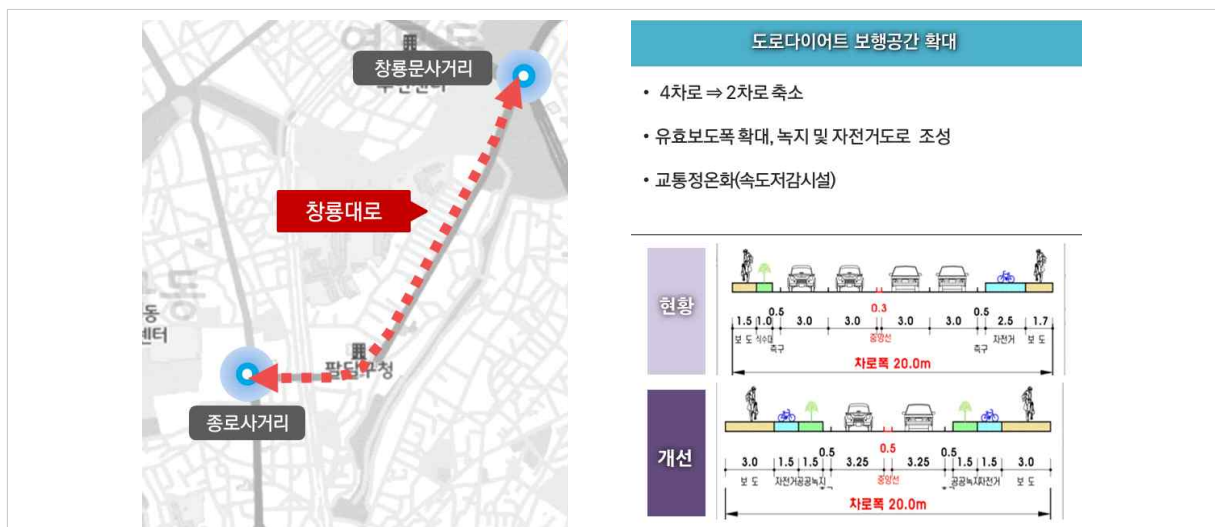 창룡문사거리
창룡대로
동
센터
팔달구청
종로사거리
도로다이어트 보행공간 확대
• 4차로 ⇒ 2차로 축소
• 유효보도폭 확대, 녹지 및 자전거도로 조성
• 교통정온화(속도저감시설)
현황
0.3
0.5 0.5
1.5 1.0 3.0 3.0 3.0 3.0 2.5 1.7
보 도 식수대 중앙선 자전거 보 도
측구 측구
차로폭 20.0m
개선
0.5 0.5 0.5
3.0 1.5 1.5 3.25 3.25 1.5 1.5 3.0
보 도 자전거 공공녹지 중앙선 공공녹지 자전거 보 도
차로폭 20.0m